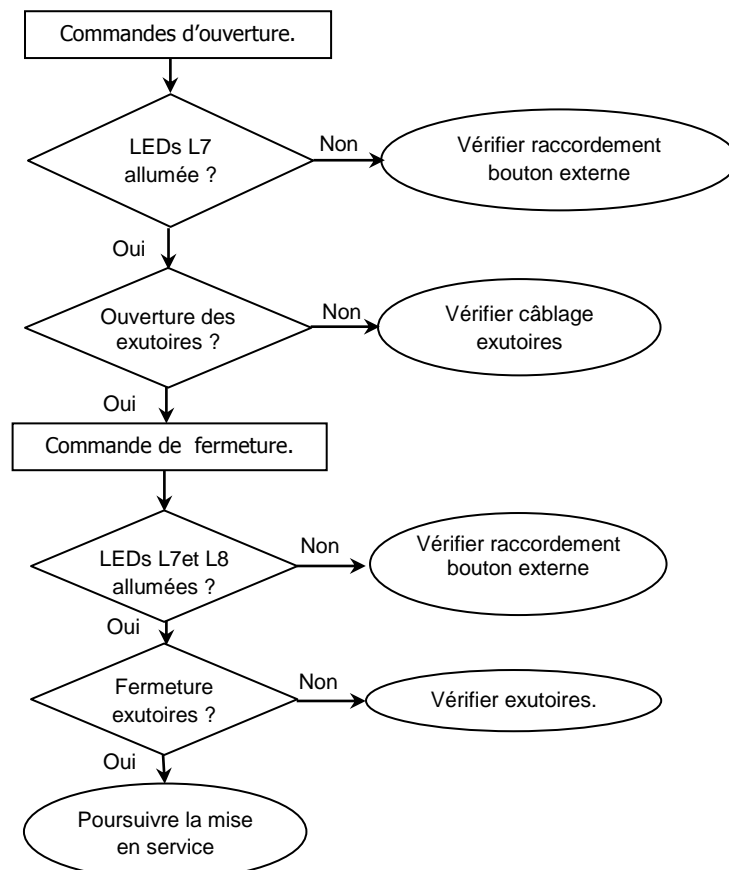 Commandes d'ouverture.
LEDs L7
allumée ?
Non
Vérifier raccordement
bouton externe
Oui
Ouverture des
exutoires ?
Non
Vérifier câblage
exutoires
Oui
Commande de  fermeture.
LEDs L7et L8
allumées ?
Non
Vérifier raccordement
bouton externe
Oui
Fermeture
exutoires ?
Non
Vérifier exutoires.
Oui
Poursuivre la mise
en service